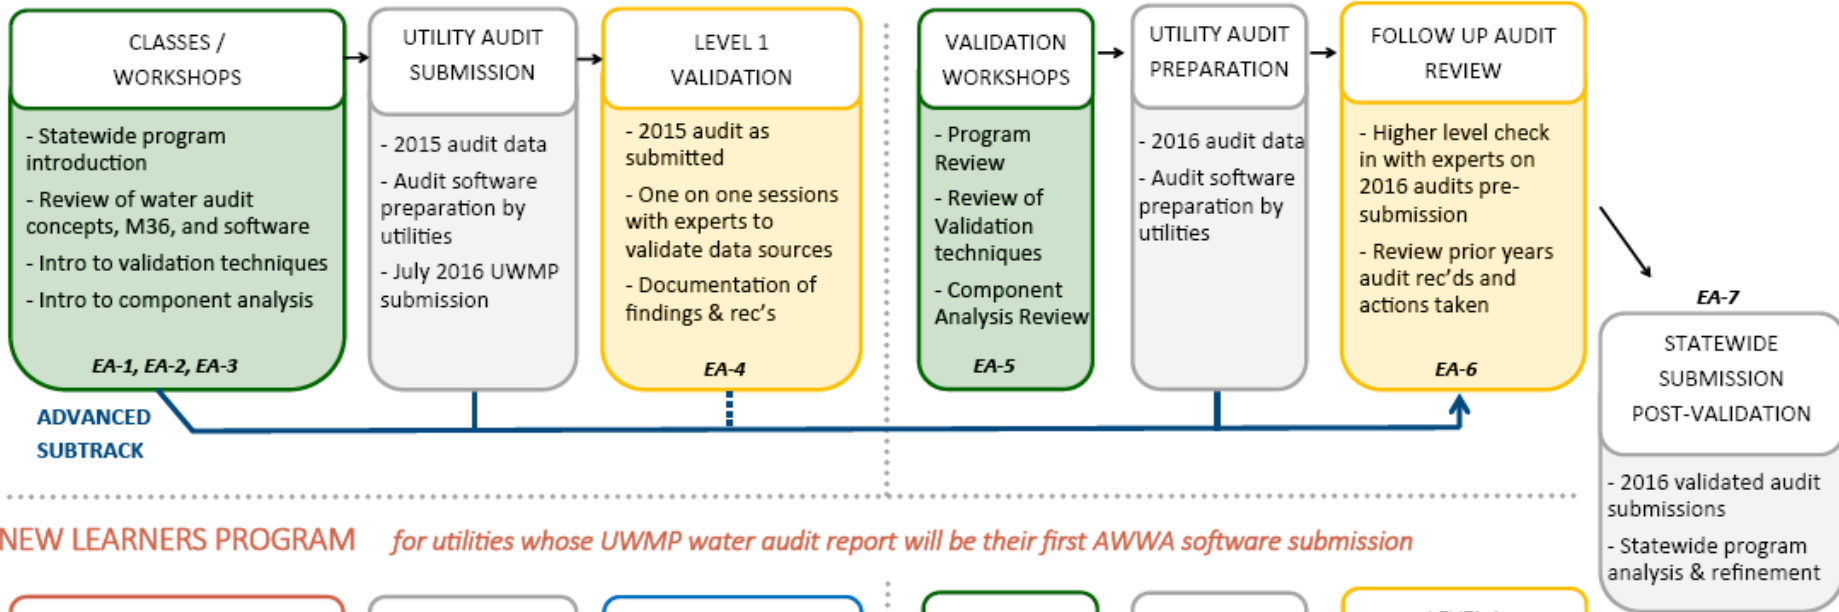 CLASSES /
WORKSHOPS
- Statewide program
introduction
- Review of water audit
concepts, M36, and software
- Intro to validation techniques
- Intro to component analysis
EA-1, EA-2, EA-3
UTILITY AUDIT
SUBMISSION
- 2015 audit data
- Audit software
preparation by
utilities
- July 2016 UWMP
submission
LEVEL 1
VALIDATION
- 2015 audit as
submitted
- One on one sessions
with experts to
validate data sources
- Documentation of
findings & rec's
EA-4
VALIDATION
WORKSHOPS
- Program
Review
- Review of
Validation
techniques
- Component
Analysis Review
EA-5
UTILITY AUDIT
PREPARATION
- 2016 audit data
- Audit software
preparation by
utilities
FOLLOW UP AUDIT
REVIEW
- Higher level check
in with experts on
2016 audits pre-
submission
- Review prior years
audit rec'ds and
actions taken
EA-6
ADVANCED
SUBTRACK
EA-7
STATEWIDE
SUBMISSION
POST-VALIDATION
- 2016 validated audit
submissions
- Statewide program
analysis & refinement
NEW LEARNERS PROGRAM for utilities whose UWMP water audit report will be their first AWWA software submission